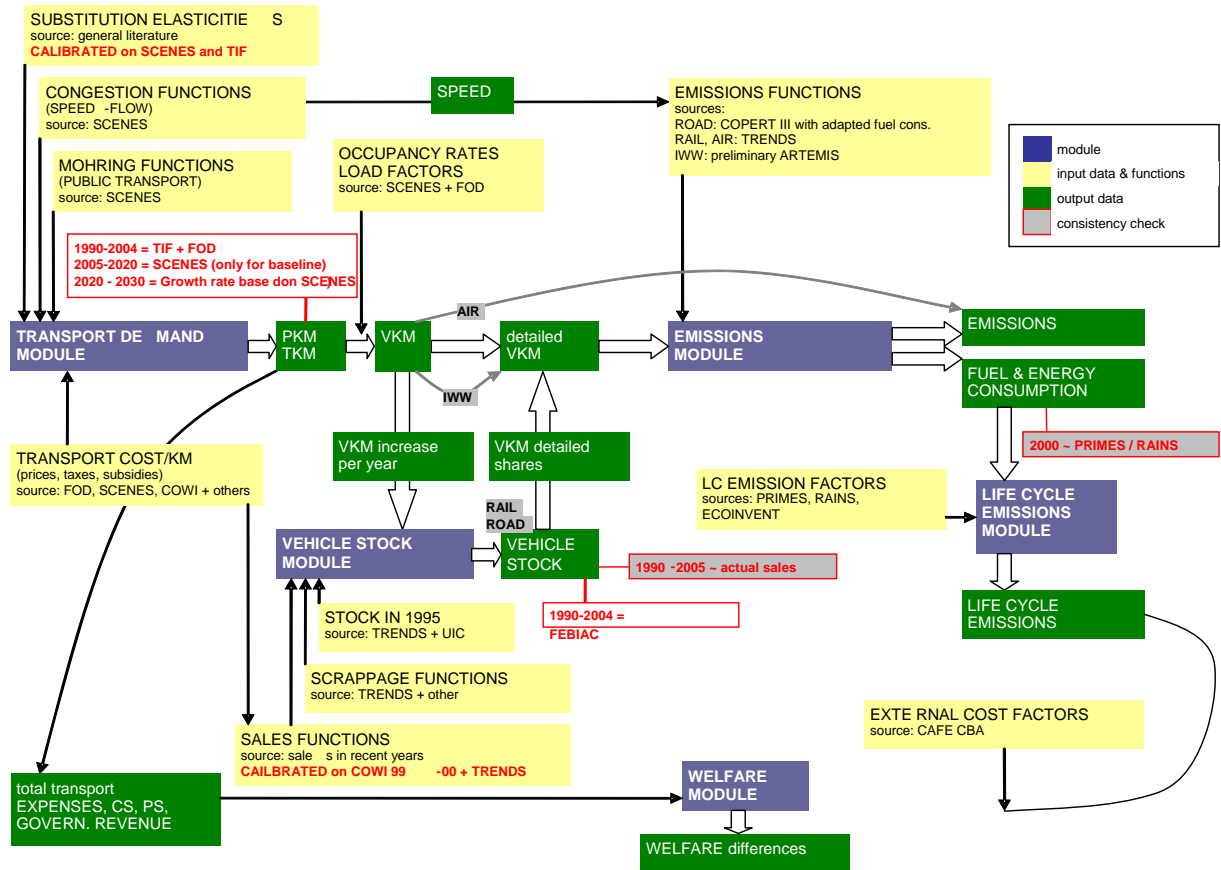 SUBSTITUTION ELASTICITIE S
source: general literature
CALIBRATED on SCENES and TIF
CONGESTION FUNCTIONS
(SPEED -FLOW)
source: SCENES
SPEED
EMISSIONS FUNCTIONS
sources:
ROAD: COPERT III with adapted fuel cons.
RAIL, AIR: TRENDS
IWW: preliminary ARTEMIS
module
input data & functions
output data
consistency check
MOHRING FUNCTIONS
(PUBLIC TRANSPORT)
source: SCENES
OCCUPANCY RATES
LOAD FACTORS
source: SCENES + FOD
1990-2004 = TIF + FOD
2005-2020 = SCENES (only for baseline)
2020 - 2030 = Growth rate base don SCENES)
AIR
TRANSPORT DE MAND
MODULE
PKM
TKM
VKM
detailed
VKM
EMISSIONS
MODULE
EMISSIONS
FUEL & ENERGY
CONSUMPTION
IWW
VKM increase
per year
VKM detailed
shares
2000 ~ PRIMES / RAINS
TRANSPORT COST/KM
(prices, taxes, subsidies)
source: FOD, SCENES, COWI + others
LC EMISSION FACTORS
sources: PRIMES, RAINS,
ECOINVENT
LIFE CYCLE
EMISSIONS
MODULE
RAIL
ROAD
VEHICLE STOCK
MODULE
VEHICLE
STOCK
1990 -2005 ~ actual sales
1990-2004 =
FEBIAC
LIFE CYCLE
EMISSIONS
STOCK IN 1995
source: TRENDS + UIC
SCRAPPAGE FUNCTIONS
source: TRENDS + other
SALES FUNCTIONS
source: sale s in recent years
CAILBRATED on COWI 99 -00 + TRENDS
EXTE RNAL COST FACTORS
source: CAFE CBA
total transport
EXPENSES, CS, PS,
GOVERN. REVENUE
WELFARE
MODULE
WELFARE differences